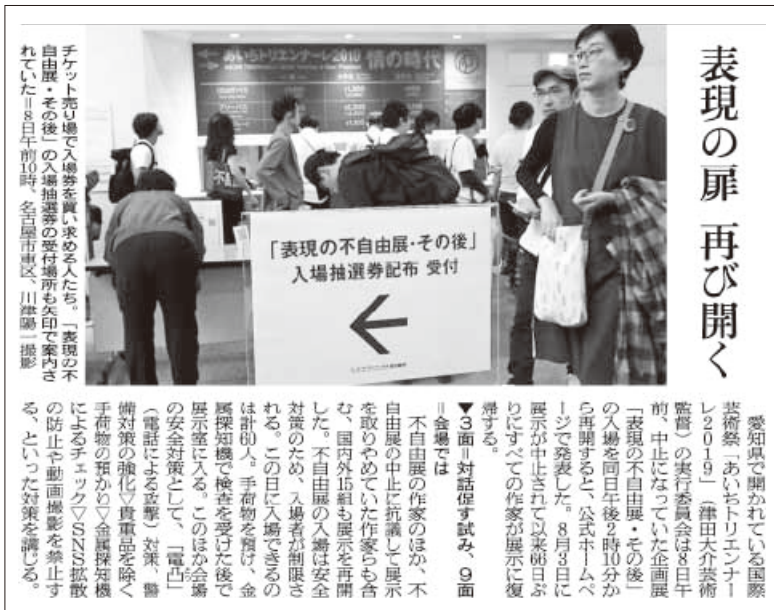 表現の扉 再び開く
あいちトリエンナーレ2019 情の時代
「表現の不自由展・その後」
入場抽選券配布 受付
チケット売り場で入場券を買い求める人たち。「表現の不
自由展・その後」の入場抽選券の受付場所も矢印で案内さ
れていた=8日午前10時、名古屋市東区、川津陽一撮影
愛知県で開かれている国際
芸術祭「あいちトリエンナー
レ2019」(津田大介芸術
監督)の実行委員会は8日午
前、中止になっていた企画展
「表現の不自由展・その後」
の入場を同日午後2時10分か
ら再開すると、公式ホームペ
ージで発表した。8月3日に
展示が中止されて以来66日ぶ
りにすべての作家が展示に復
帰する。
▼3面=対話促す試み、9面
=会場では
不自由展の作家のほか、不
自由展の中止に抗議して展示
を取りやめていた作家らも含
む、国内外15組も展示を再開
した。不自由展の入場は安全
対策のため、入場者が制限さ
れる。この日に入場できるの
は計60人。手荷物を預け、金
属探知機で検査を受けた後で
展示室に入る。このほか会場
の安全対策として、「電凸」
(電話による攻撃)対策、警
備対策の強化▽貴重品を除く
手荷物の預かり▽金属探知機
によるチェック▽SNS拡散
の防止や動画撮影を禁止す
る、といった対策を講じる。